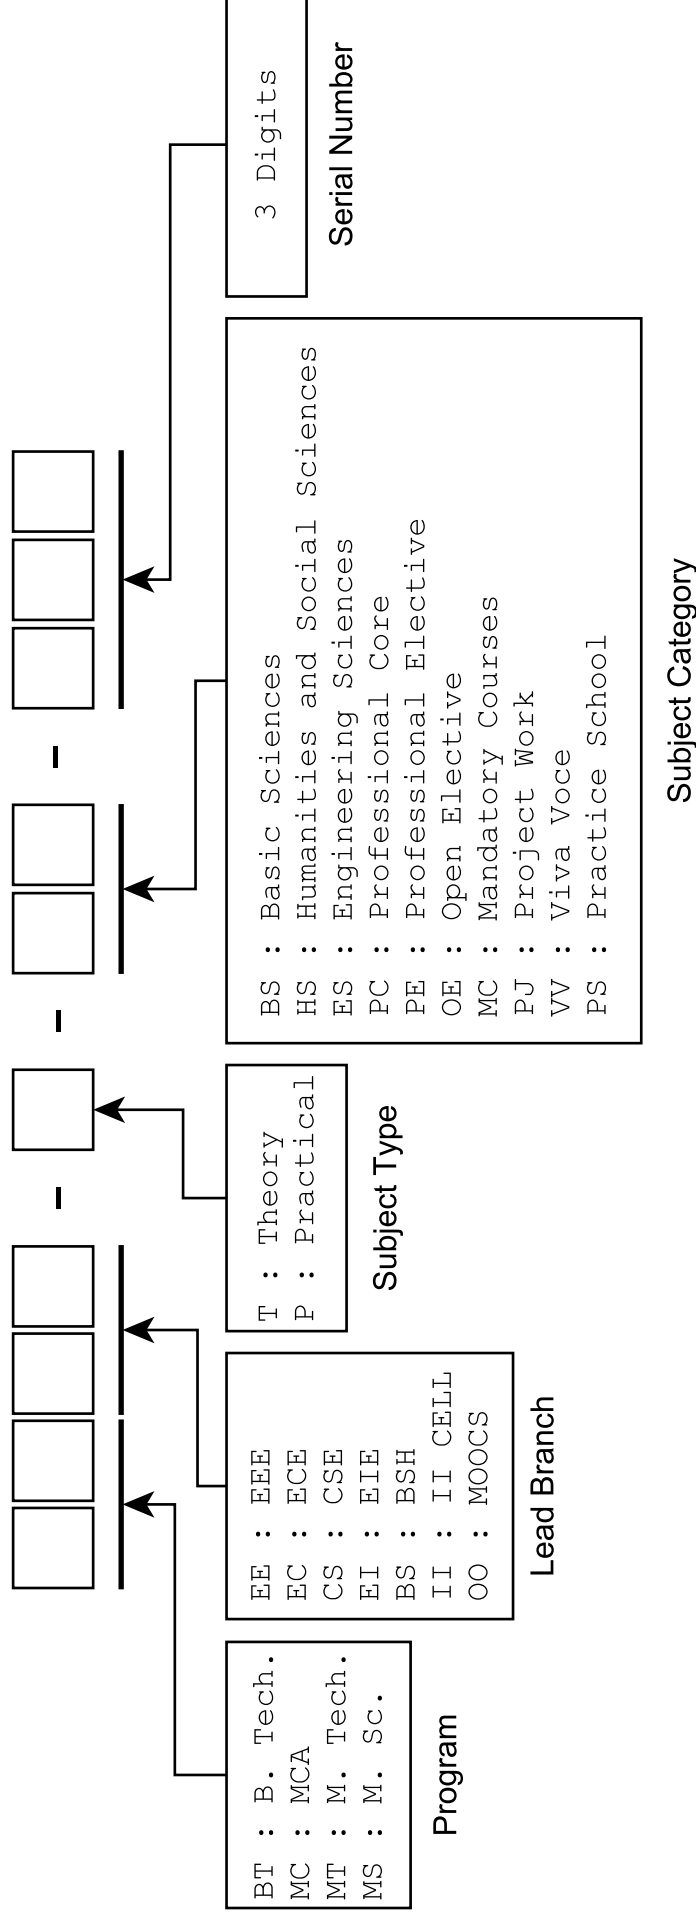 BT : B. Tech.
MC : MCA
MT : M. Tech.
MS : M. Sc.
Program
EE : EEE
EC : ECE
CS : CSE
EI : EIE
BS : BSH
II : II CELL
OO : MOOCS
Lead Branch
T : Theory
P : Practical
Subject Type
BS : Basic Sciences
HS : Humanities and Social Sciences
ES : Engineering Sciences
PC : Professional Core
PE : Professional Elective
OE : Open Elective
MC : Mandatory Courses
PJ : Project Work
VV : Viva Voce
PS : Practice School
Subject Category
3 Digits
Serial Number